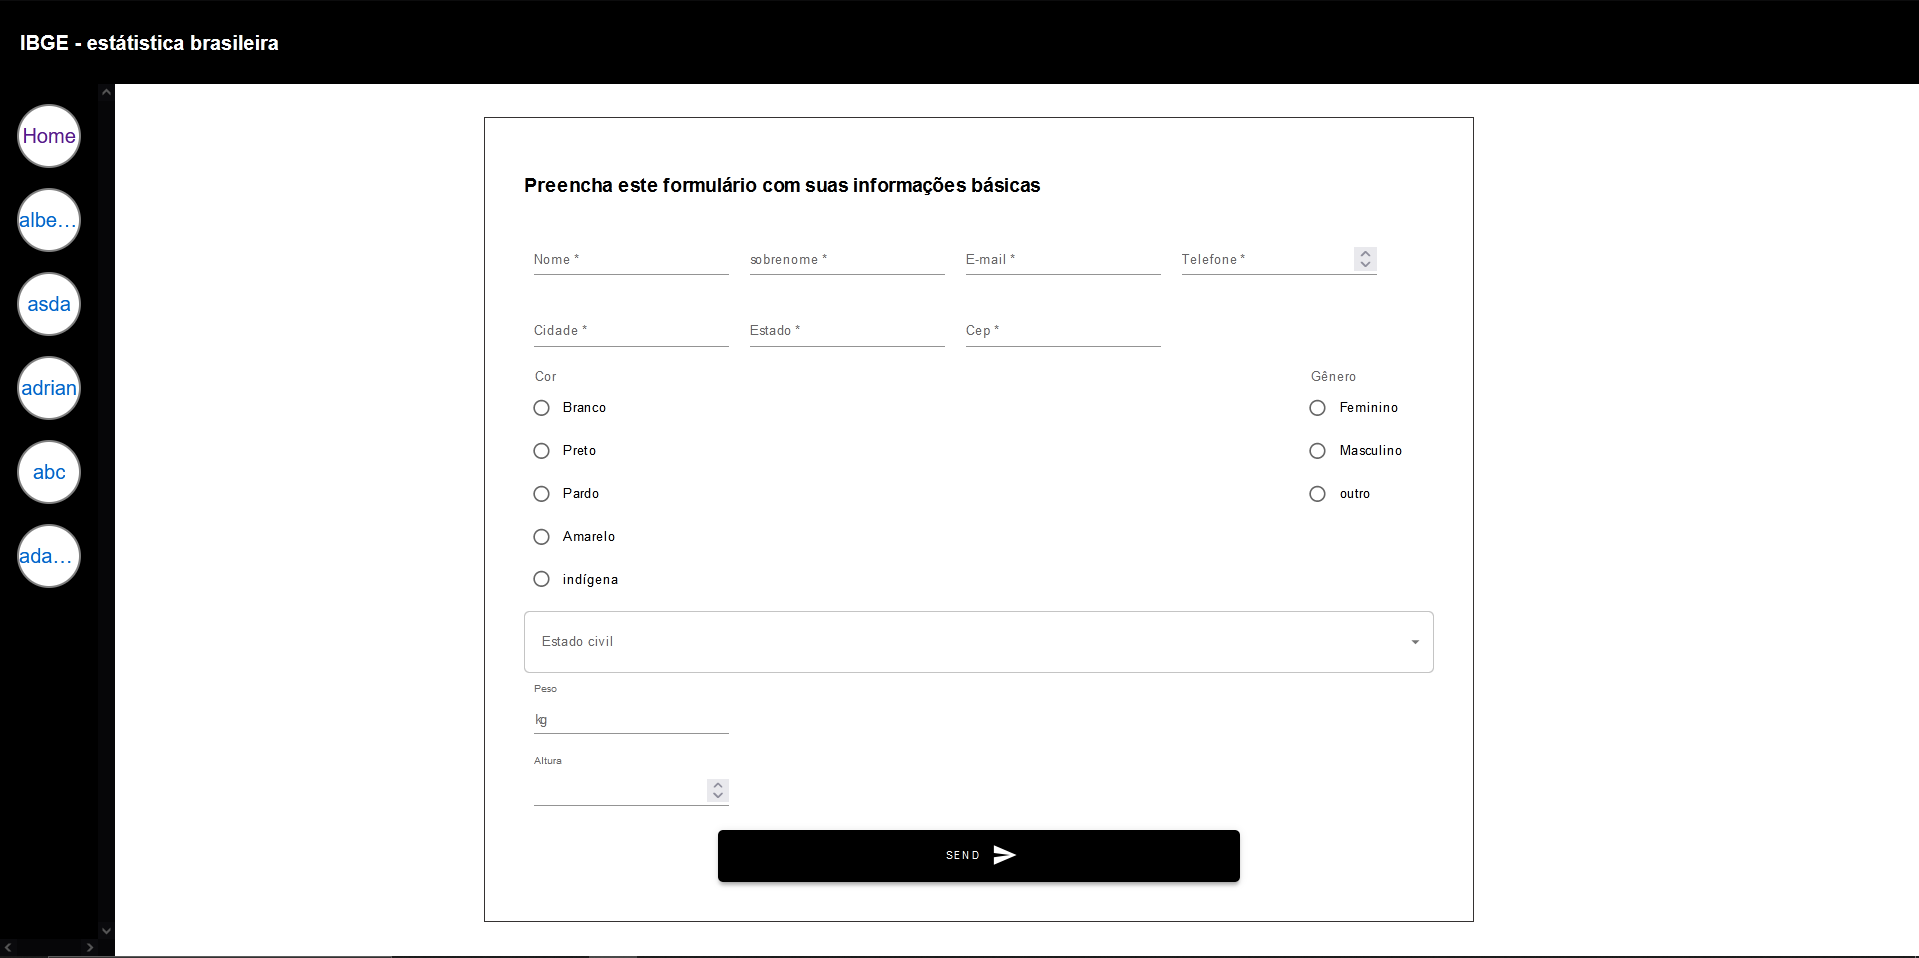 IBGE - estátistica brasileira
Home
albe...
asda
adrian
abc
ada...
Preencha este formulário com suas informações básicas
Nome * sobrenome * E-mail * Telefone *
Cidade * Estado * Cep *
Cor Gênero
Branco Feminino
Preto Masculino
Pardo outro
Amarelo
indígena
Estado civil
Peso
kg
Altura
SEND